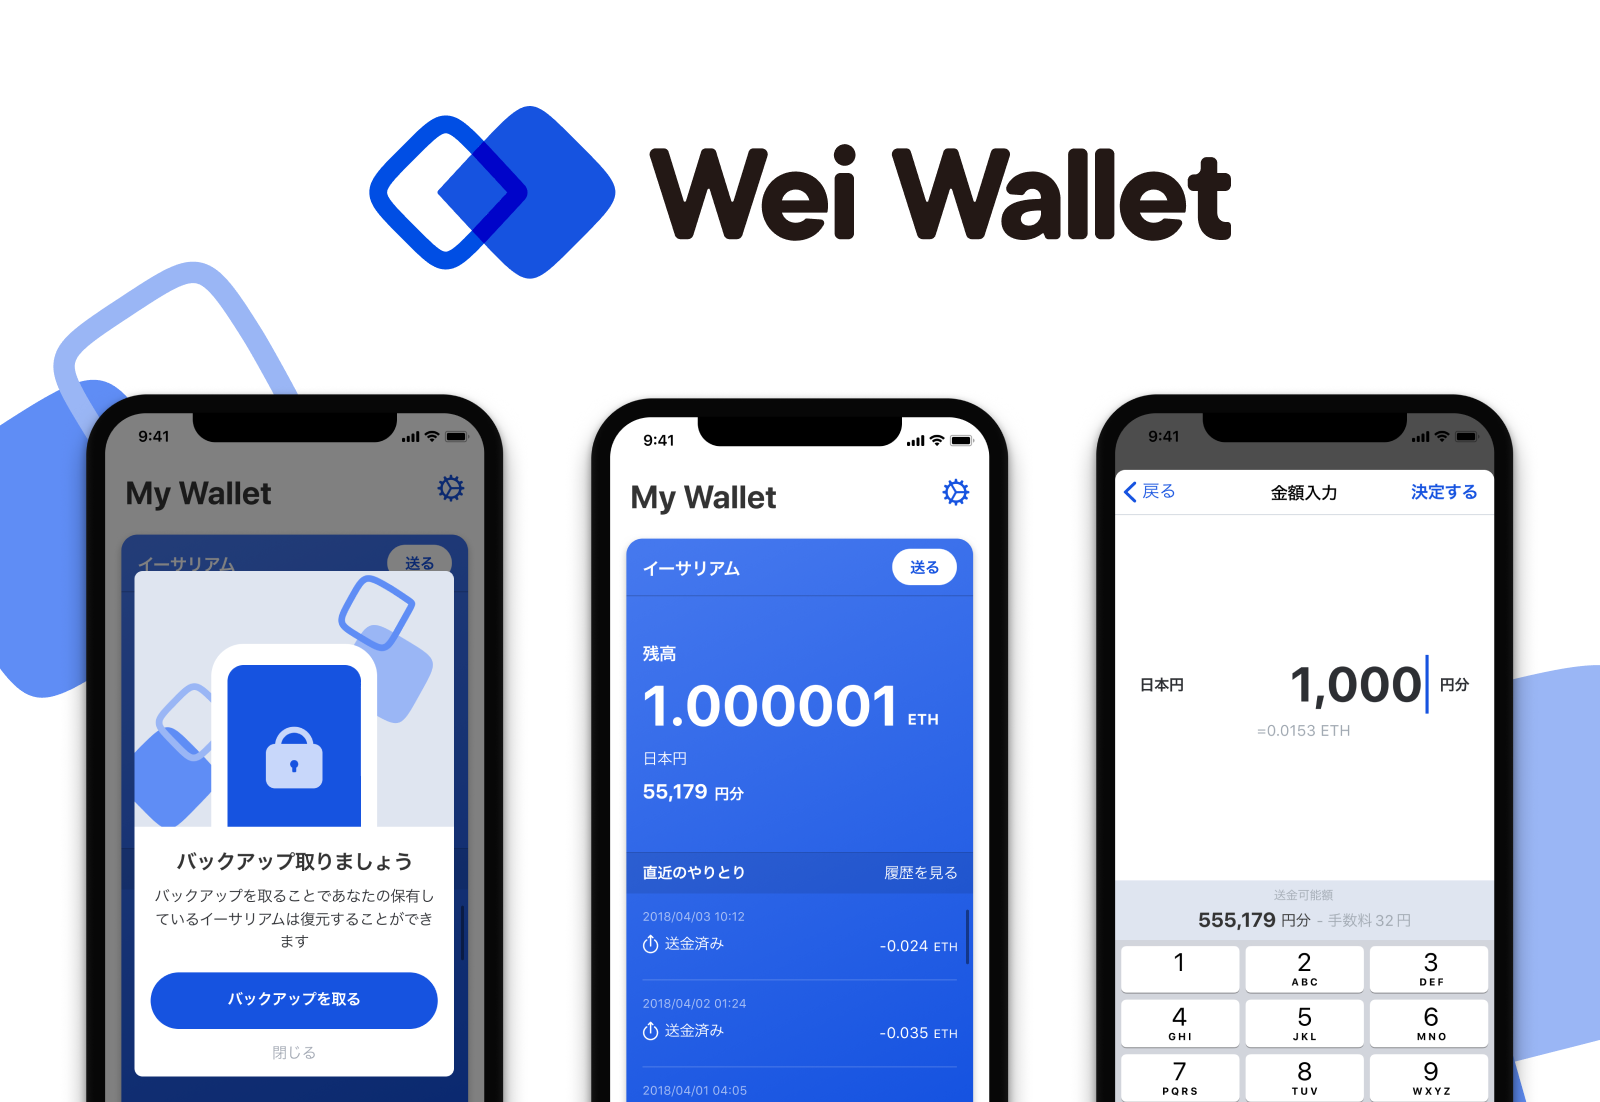 Wei Wallet
9:41
My Wallet
イーサリアム
送る
バックアップ取りましょう
バックアップを取ることであなたの保有し
ているイーサリアムは復元することができ
ます
バックアップを取る
閉じる
9:41
My Wallet
イーサリアム
送る
残高
1.000001 ETH
日本円
55,179 円分
直近のやりとり
履歴を見る
2018/04/03 10:12
送金済み
-0.024 ETH
2018/04/02 01:24
送金済み
-0.035 ETH
2018/04/01 04:05
9:41
戻る
金額入力
決定する
日本円
1,000
円分
=0.0153 ETH
送金可能額
555,179 円分 - 手数料32円
1
2
ABC
3
DEF
4
GHI
5
JKL
6
MNO
7
PQRS
8
TUV
9
WXYZ